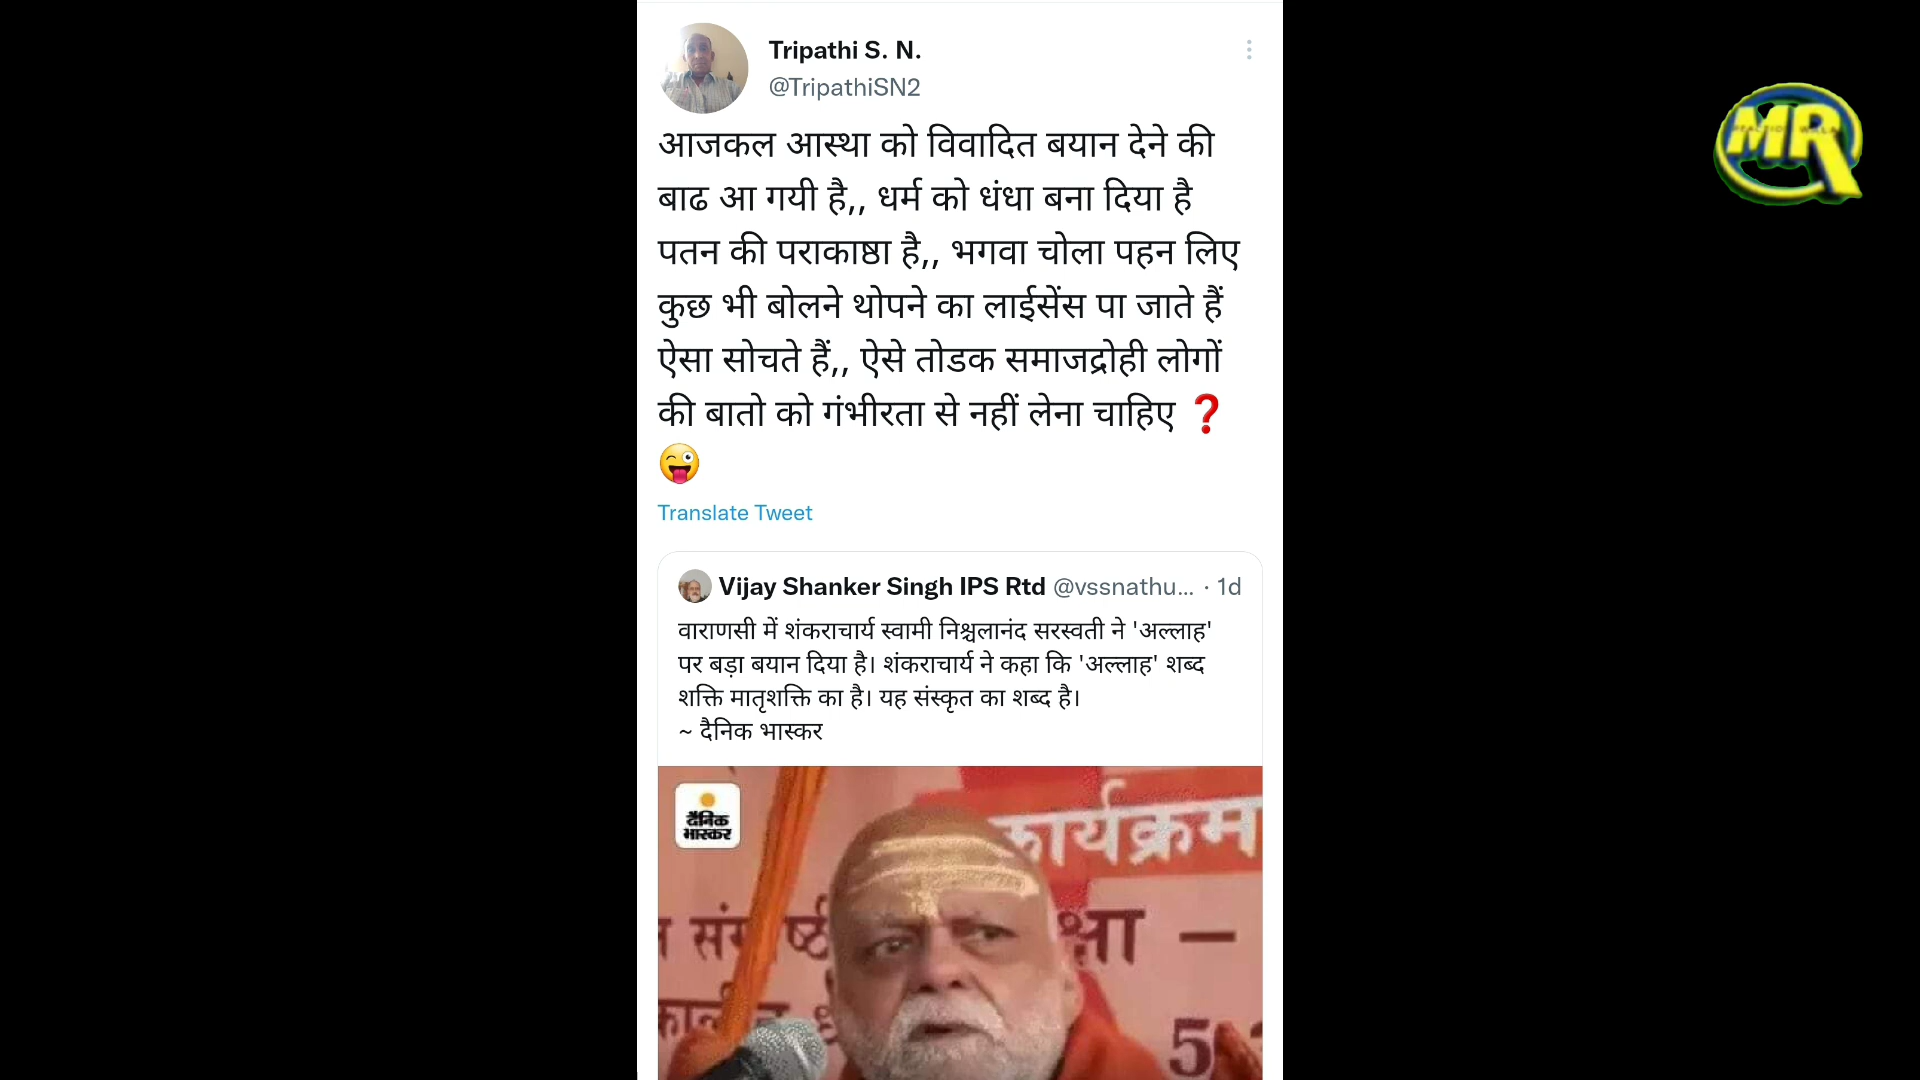 Tripathi S. N.
@TripathiSN2
आजकल आस्था को विवादित बयान देने की
बाढ आ गयी है,, धर्म को धंधा बना दिया है
पतन की पराकाष्ठा है,, भगवा चोला पहन लिए
कुछ भी बोलने थोपने का लाईसेंस पा जाते हैं
ऐसा सोचते हैं,, ऐसे तोडक समाजद्रोही लोगों
की बातो को गंभीरता से नहीं लेना चाहिए ❓
😜
Translate Tweet
Vijay Shanker Singh IPS Rtd @vssnathu... · 1d
वाराणसी में शंकराचार्य स्वामी निश्चलानंद सरस्वती ने 'अल्लाह'
पर बड़ा बयान दिया है। शंकराचार्य ने कहा कि 'अल्लाह' शब्द
शक्ति मातृशक्ति का है। यह संस्कृत का शब्द है।
~ दैनिक भास्कर
दैनिक
भास्कर
कार्यक्रम
MR
REACTION WALA